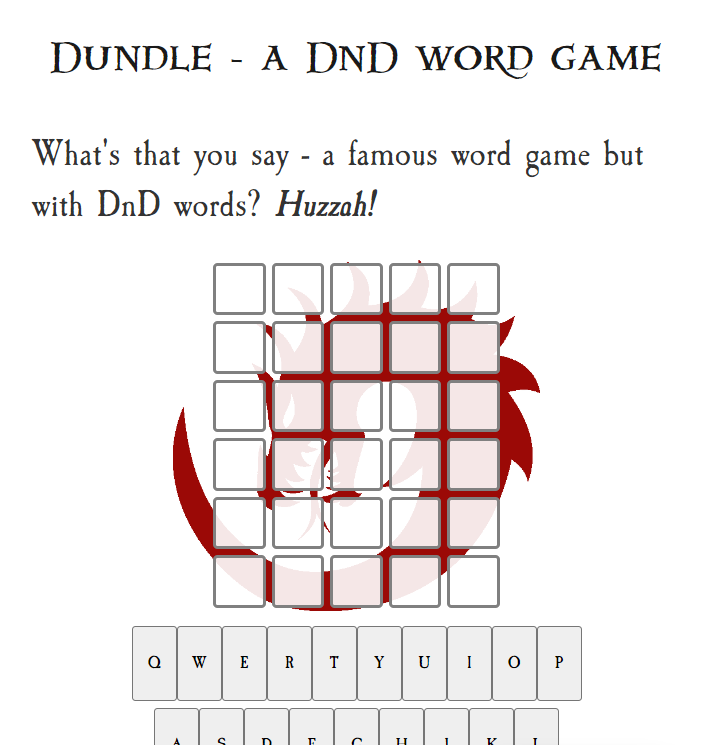 Dundle - a DnD word game
What's that you say - a famous word game but
with DnD words? Huzzah!
Q W E R T Y U I O P
A S D F G H J K L